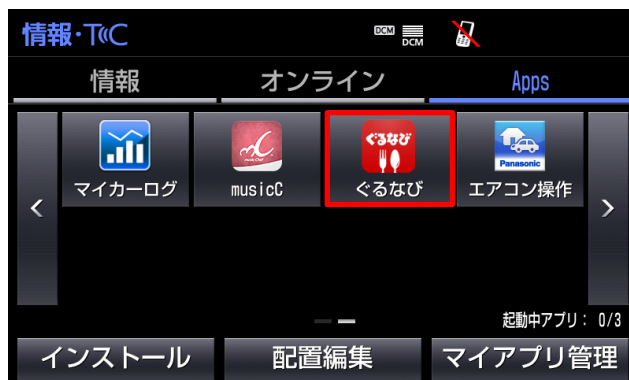 情報･T((C
DCM
DCM
情報
オンライン
Apps
ぐるなび
Panasonic
マイカーログ
musicC
ぐるなび
エアコン操作
起動中アプリ： 0/3
インストール
配置編集
マイアプリ管理